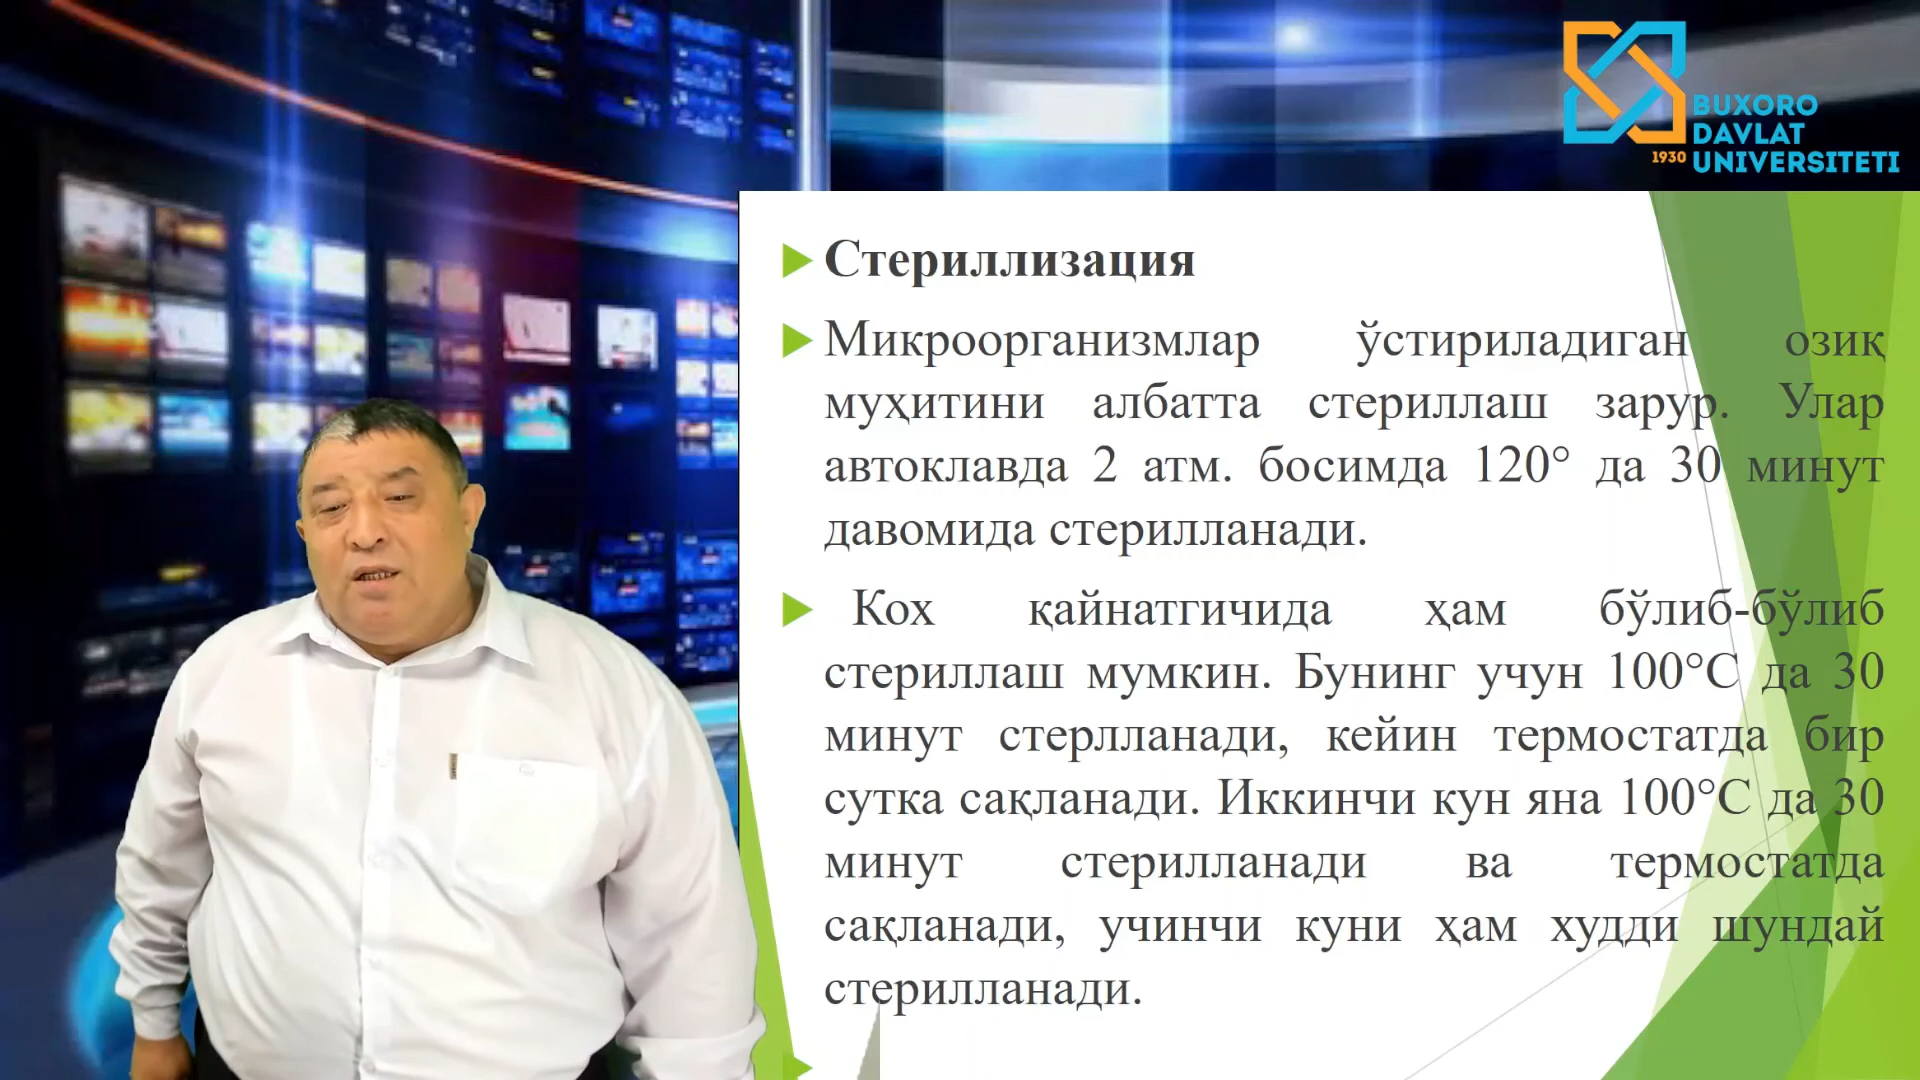 BUXORO
DAVLAT
1930 UNIVERSITETI
Стериллизация
Микроорганизмлар ўстириладиган озиқ
муҳитини албатта стериллаш зарур. Улар
автоклавда 2 атм. босимда 120° да 30 минут
давомида стерилланади.
Кох қайнатгичида ҳам бўлиб-бўлиб
стериллаш мумкин. Бунинг учун 100°С да 30
минут стерлланади, кейин термостатда бир
сутка сақланади. Иккинчи кун яна 100°С да 30
минут стерилланади ва термостатда
сақланади, учинчи куни ҳам худди шундай
стерилланади.